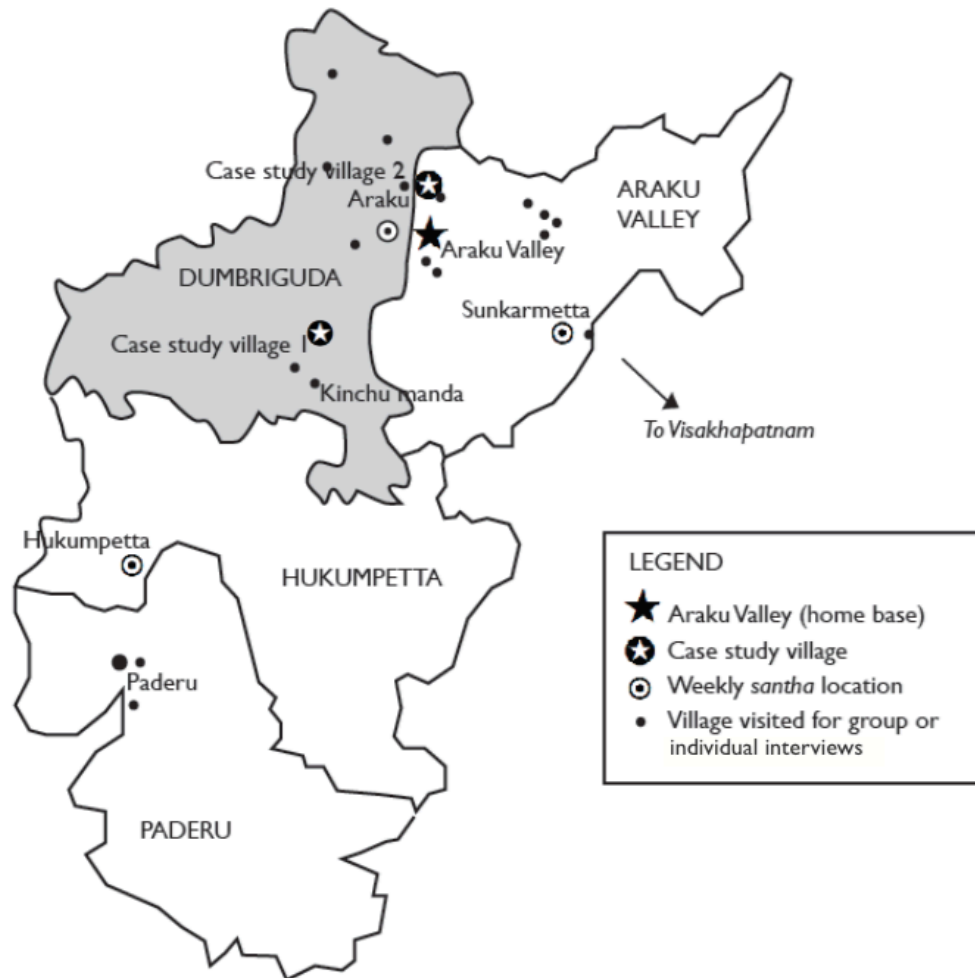 Case study village 2
Araku
ARAKU
VALLEY
Araku Valley
DUMBRIGUDA
Sunkarmetta
Case study village 1
Kinchu manda
To Visakhapatnam
Hukumpetta
HUKUMPETTA
Paderu
PADERU
LEGEND
Araku Valley (home base)
Case study village
Weekly santha location
Village visited for group or
individual interviews